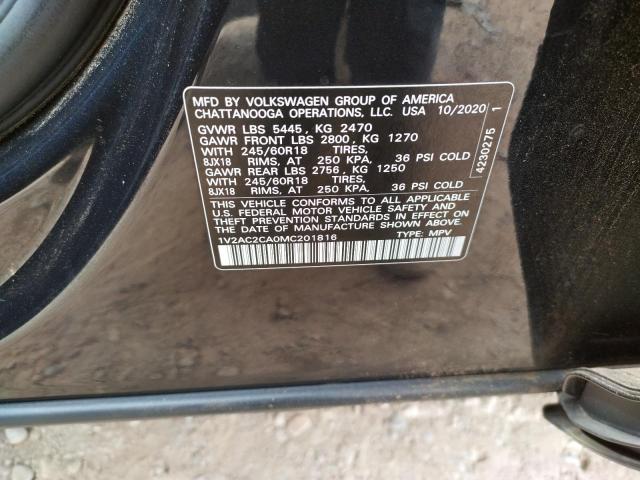 MFD BY VOLKSWAGEN GROUP OF AMERICA
CHATTANOOGA OPERATIONS, LLC. USA 10/2020
GVWR LBS 5445, KG 2470
GAWR FRONT LBS 2800, KG 1270
WITH 245/60R18 TIRES,
8JX18 RIMS, AT 250 KPA, 36 PSI COLD
GAWR REAR LBS 2756, KG 1250
WITH 245/60R18 TIRES,
8JX18 RIMS, AT 250 KPA, 36 PSI COLD
THIS VEHICLE CONFORMS TO ALL APPLICABLE
U.S. FEDERAL MOTOR VEHICLE SAFETY AND
THEFT PREVENTION STANDARDS IN EFFECT ON
THE DATE OF MANUFACTURE SHOWN ABOVE.
1V2AC2CA0MC201816 TYPE: MPV
4230275 1